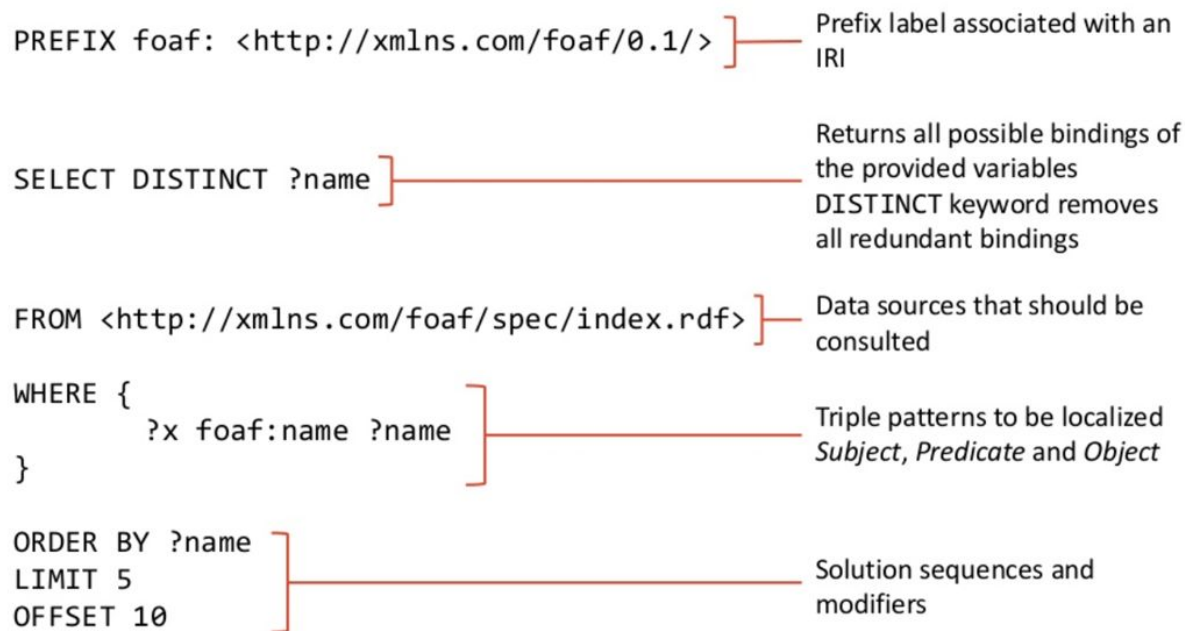 PREFIX foaf: <http://xmlns.com/foaf/0.1/>
Prefix label associated with an
IRI
SELECT DISTINCT ?name
Returns all possible bindings of
the provided variables
DISTINCT keyword removes
all redundant bindings
FROM <http://xmlns.com/foaf/spec/index.rdf>
Data sources that should be
consulted
WHERE {
?x foaf:name ?name
}
Triple patterns to be localized
Subject, Predicate and Object
ORDER BY ?name
LIMIT 5
OFFSET 10
Solution sequences and
modifiers